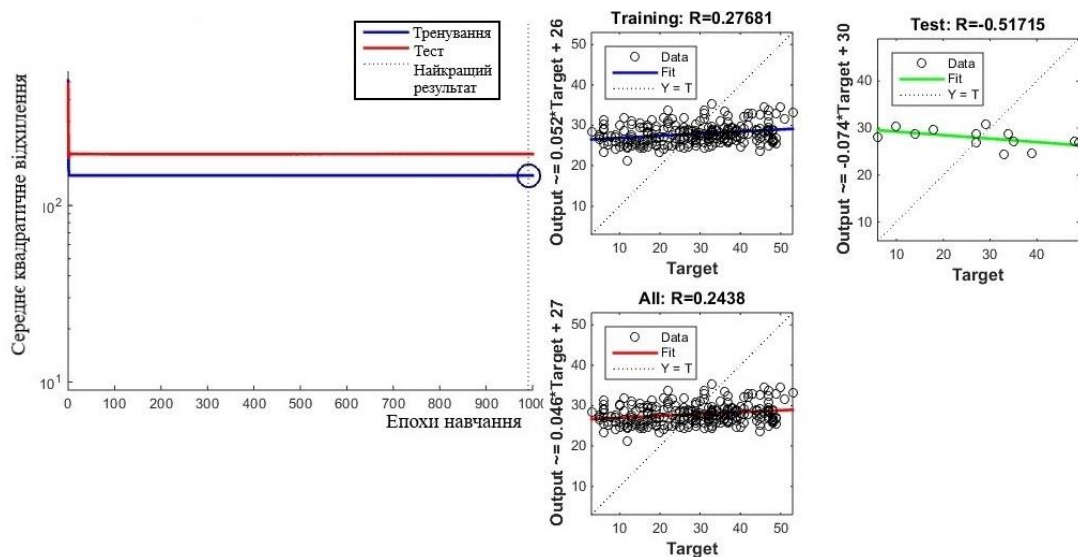 Тренування
Тест
Найкращий
результат
Середнє квадратичне відхилення
10²
10¹
0 100 200 300 400 500 600 700 800 900 1000
Епохи навчання
Training: R=0.27681
Data
Fit
Y = T
Output ~= 0.052*Target + 26
50
40
30
20
10
10 20 30 40 50
Target
Test: R=-0.51715
Data
Fit
Y = T
Output ~= -0.074*Target + 30
40
30
20
10
10 20 30 40
Target
All: R=0.2438
Data
Fit
Y = T
Output ~= 0.046*Target + 27
50
40
30
20
10
10 20 30 40 50
Target